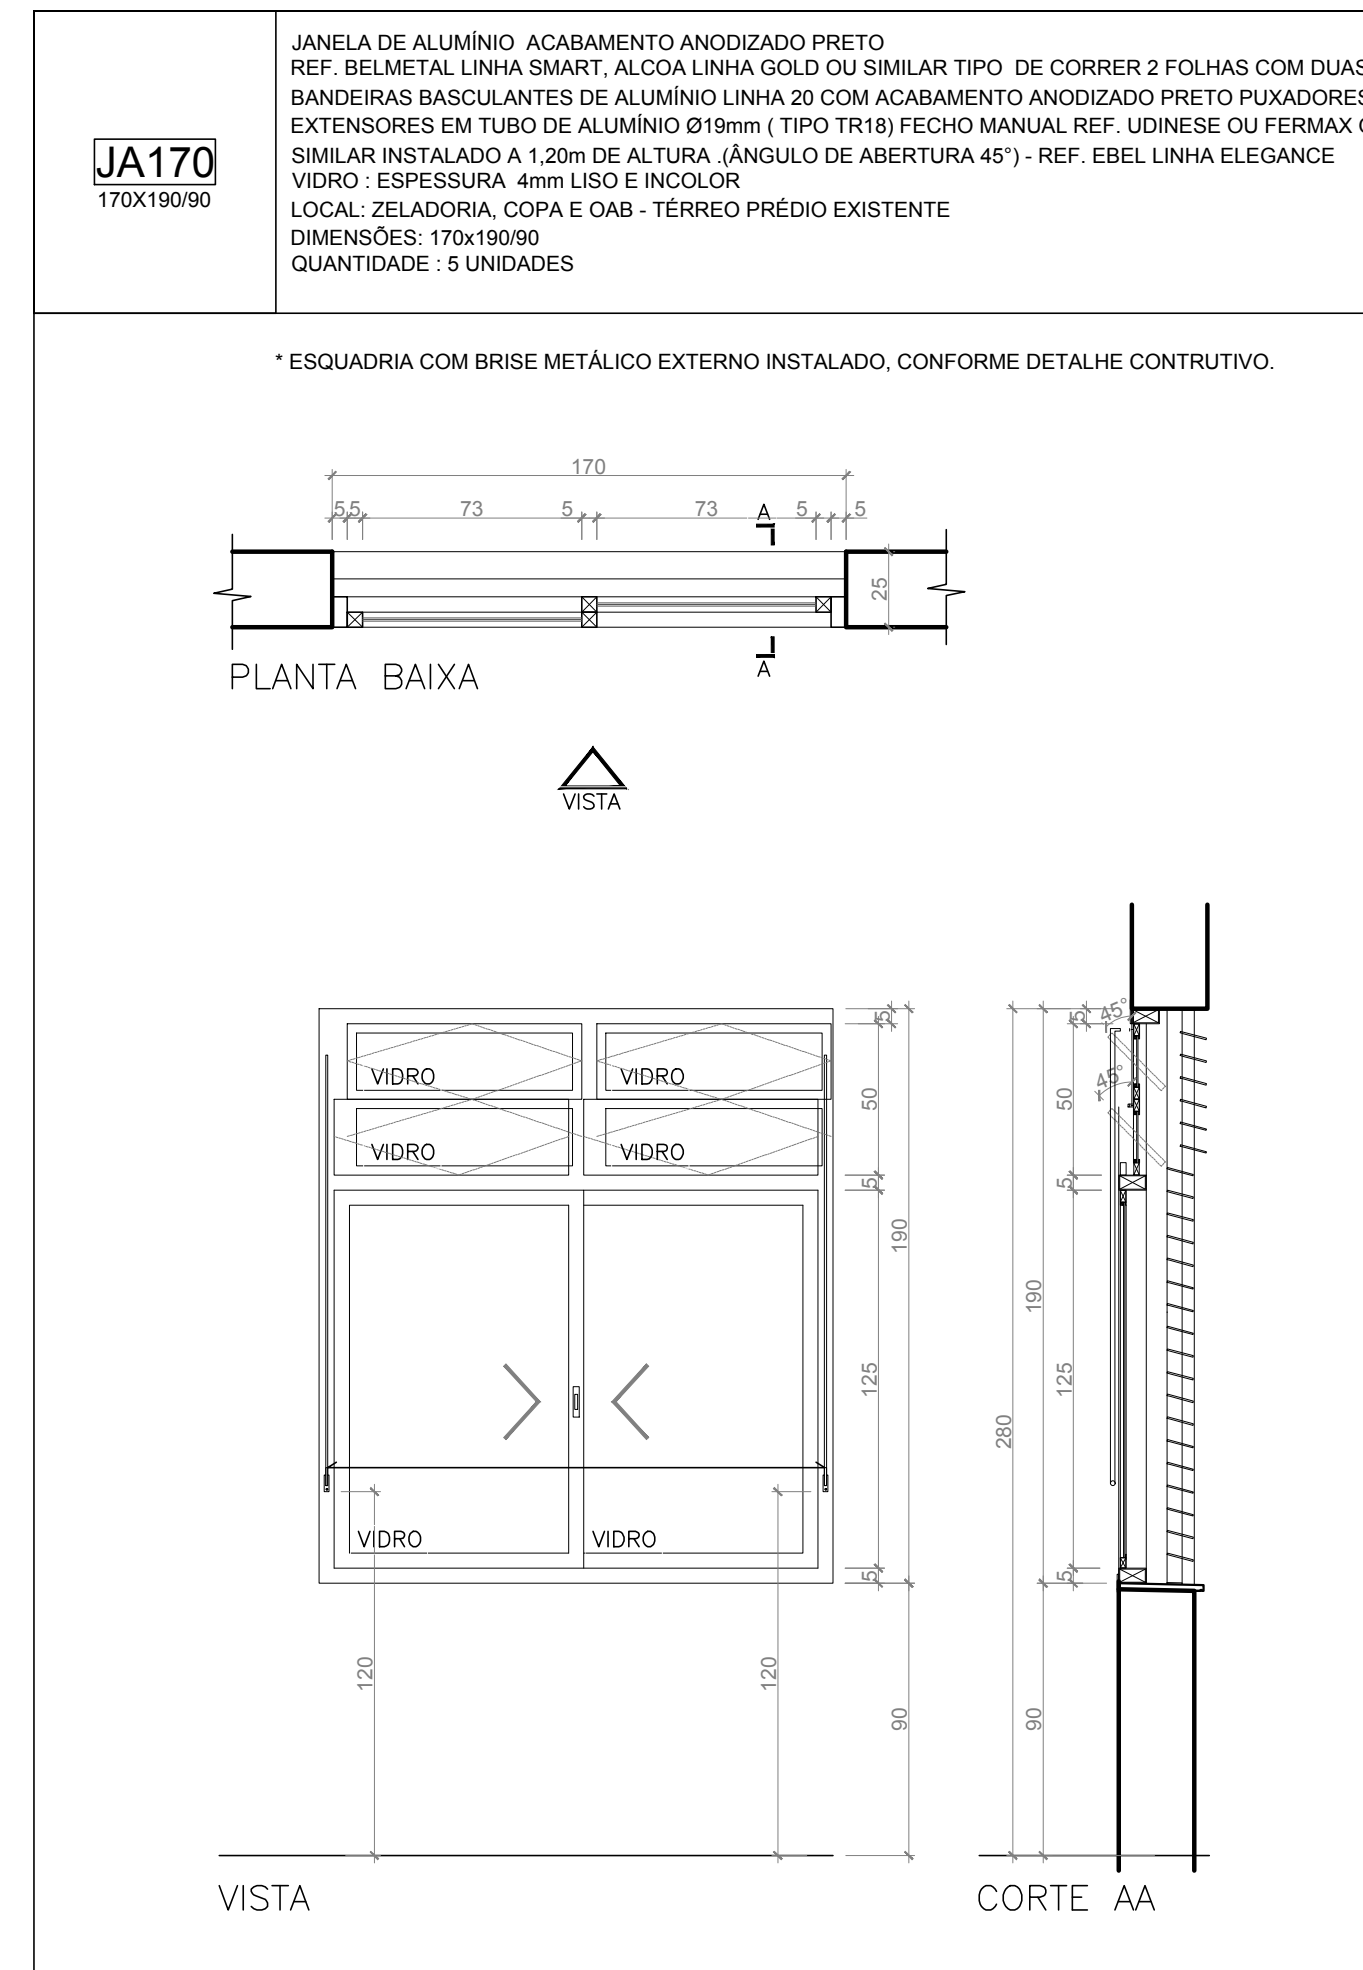 JA170
170X190/90
JANELA DE ALUMÍNIO ACABAMENTO ANODIZADO PRETO
REF. BELMETAL LINHA SMART, ALCOA LINHA GOLD OU SIMILAR TIPO DE CORRER 2 FOLHAS COM DUAS
BANDEIRAS BASCULANTES DE ALUMÍNIO LINHA 20 COM ACABAMENTO ANODIZADO PRETO PUXADORES
EXTENSORES EM TUBO DE ALUMÍNIO Ø19mm ( TIPO TR18) FECHO MANUAL REF. UDINESE OU FERMAX
SIMILAR INSTALADO A 1,20m DE ALTURA .(ÂNGULO DE ABERTURA 45°) - REF. EBEL LINHA ELEGANCE
VIDRO : ESPESSURA 4mm LISO E INCOLOR
LOCAL: ZELADORIA, COPA E OAB - TÉRREO PRÉDIO EXISTENTE
DIMENSÕES: 170x190/90
QUANTIDADE : 5 UNIDADES
* ESQUADRIA COM BRISE METÁLICO EXTERNO INSTALADO, CONFORME DETALHE CONTRUTIVO.
170
5 5 73 5 73 A 5 5
25
PLANTA BAIXA
A
VISTA
5 5 45°
VIDRO VIDRO
50 50 45°
VIDRO VIDRO
5 5
190 190
125 125
280
VIDRO VIDRO
5 5
120 120
90 90
VISTA
CORTE AA